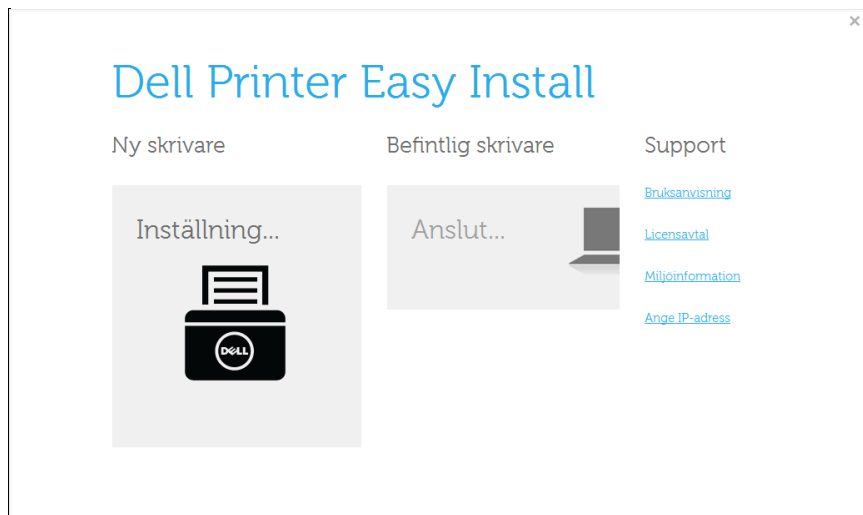 ×
Dell Printer Easy Install
Ny skrivare
Befintlig skrivare
Support
Inställning...
DELL
Anslut...
Bruksanvisning
Licensavtal
Miljöinformation
Ange IP-adress